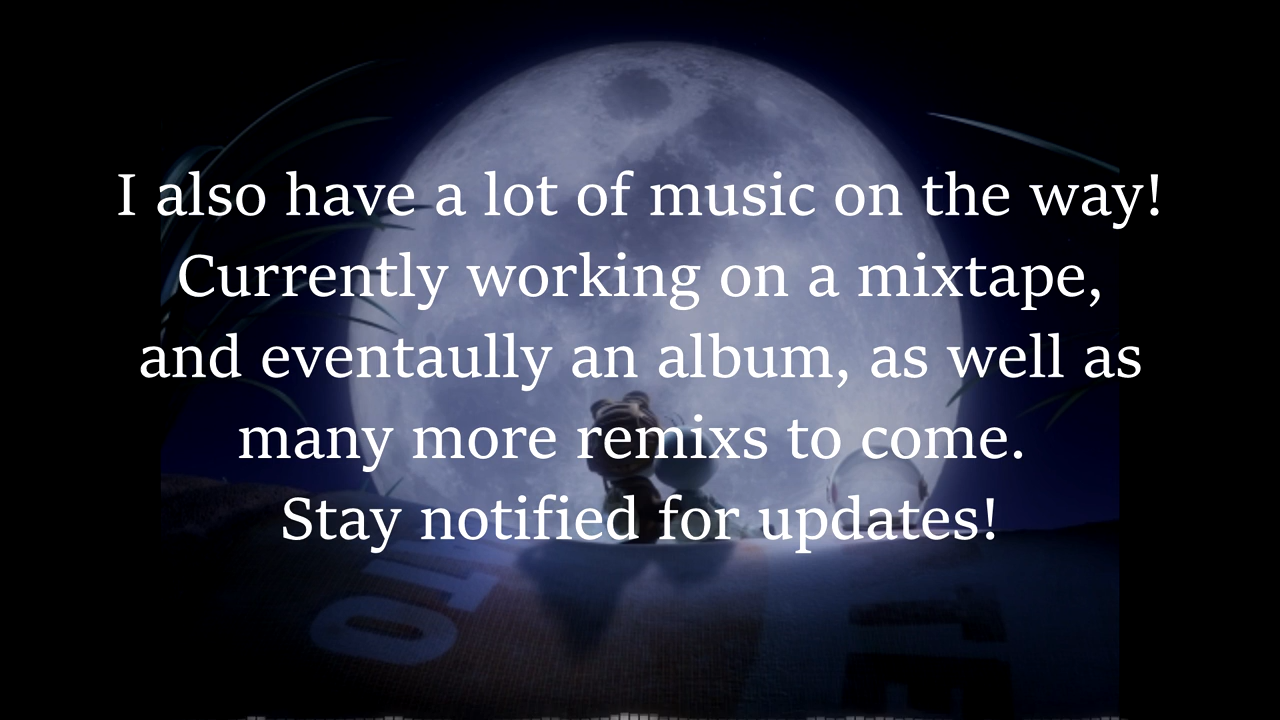 I also have a lot of music on the way!
Currently working on a mixtape,
and eventaully an album, as well as
many more remixs to come.
Stay notified for updates!